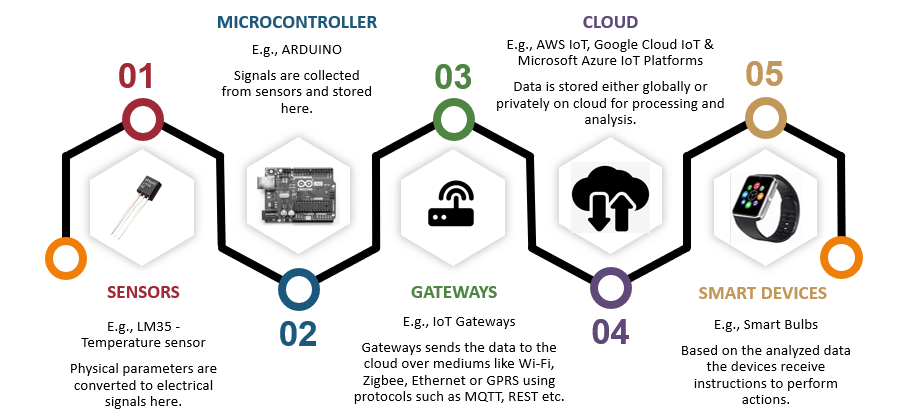 01
SENSORS
E.g., LM35 -
Temperature sensor
Physical parameters are
converted to electrical
signals here.
MICROCONTROLLER
E.g., ARDUINO
Signals are collected
from sensors and stored
here.
02
03
GATEWAYS
E.g., IoT Gateways
Gateways sends the data to the
cloud over mediums like Wi-Fi,
Zigbee, Ethernet or GPRS using
protocols such as MQTT, REST etc.
CLOUD
E.g., AWS IoT, Google Cloud IoT &
Microsoft Azure IoT Platforms
Data is stored either globally or
privately on cloud for processing and
analysis.
04
05
SMART DEVICES
E.g., Smart Bulbs
Based on the analyzed data
the devices receive
instructions to perform
actions.